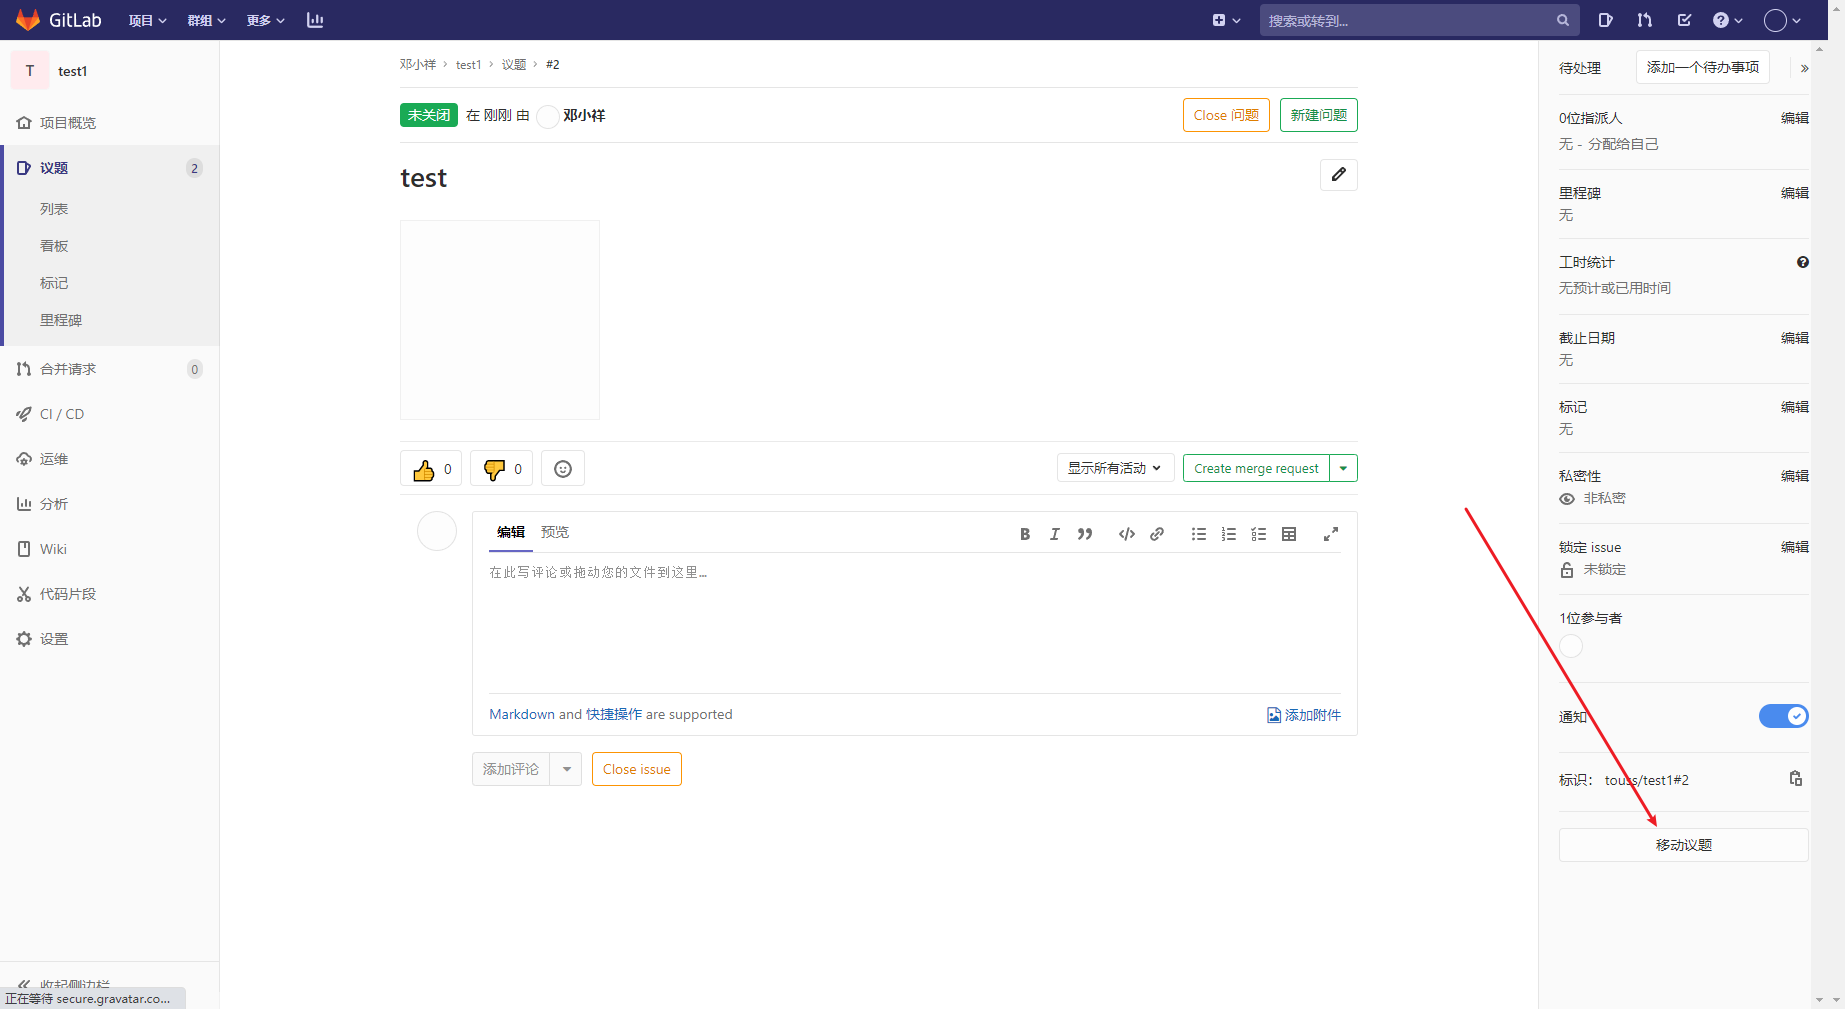 GitLab 项目 群组 更多 搜索或转到...
T test1
项目概览
议题 2
列表
看板
标记
里程碑
合并请求 0
CI / CD
运维
分析
Wiki
代码片段
设置
收起侧边栏
正在等待 secure.gravatar.co...
邓小祥 › test1 › 议题 › #2
未关闭 在 刚刚 由 邓小祥 Close 问题 新建问题
test
0 0 显示所有活动 Create merge request
编辑 预览
在此写评论或拖动您的文件到这里...
Markdown and 快捷操作 are supported 添加附件
添加评论 Close issue
待处理 添加一个待办事项 »
0位指派人 编辑
无 - 分配给自己
里程碑 编辑
无
工时统计
无预计或已用时间
截止日期 编辑
无
标记 编辑
无
私密性 编辑
非私密
锁定 issue 编辑
未锁定
1位参与者
通知
标识： touss/test1#2
移动议题